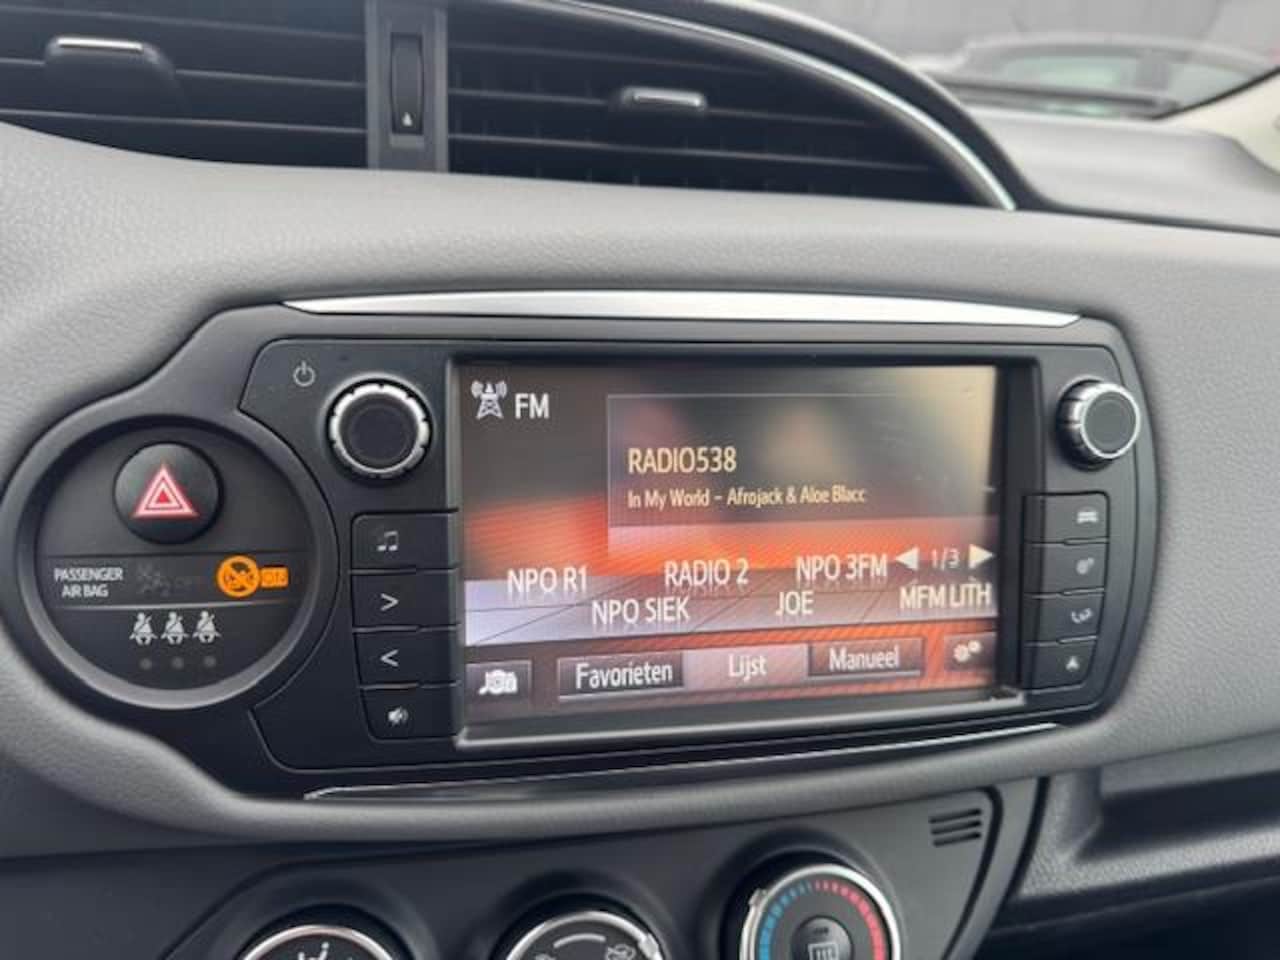 FM
RADIO538
In My World - Afrojack & Aloe Blacc
NPO R1 RADIO 2 NPO 3FM 1/3
NPO SIEK JOE MFM LITH
Favorieten Lijst Manueel
PASSENGER
AIR BAG